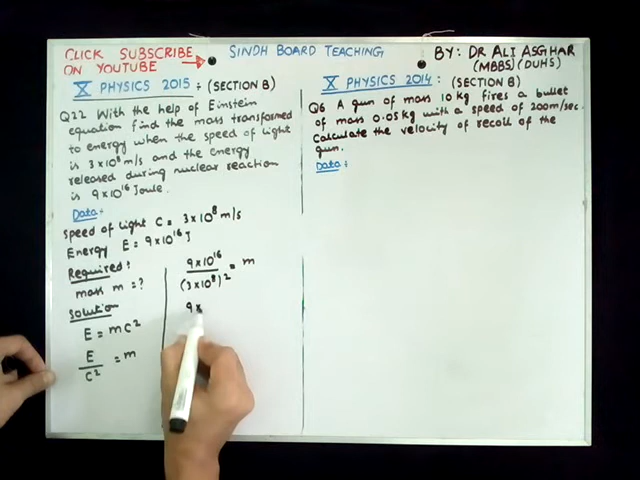 CLICK SUBSCRIBE
ON YOUTUBE
SINDH BOARD TEACHING
BY: DR ALI ASGHAR
(MBBS) (DUHS)
X PHYSICS 2015 : (SECTION B)
Q22 With the help of Einstein
equation find the mass transformed
to energy when the speed of light
is 3×10⁸ m/s and the energy
released during nuclear reaction
is 9×10¹⁶ Joule.
Data:
Speed of light C = 3×10⁸ m/s
Energy E = 9×10¹⁶ J
Required:
mass m = ?
Solution
E = mc²
E
/ C² = m
9×10¹⁶
/ (3×10⁸)² = m
9×
X PHYSICS 2014: (SECTION B)
Q6 A gun of mass 10 kg fires a bullet
of mass 0.05 kg with a speed of 200 m/sec.
Calculate the velocity of recoll of the
gun.
Data: